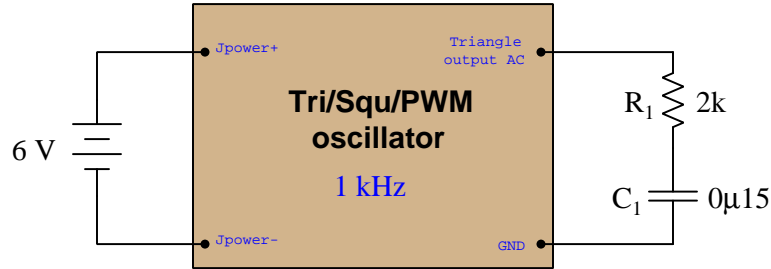 Jpower+
Triangle
output AC
Tri/Squ/PWM
oscillator
R1
2k
6 V
1 kHz
C1
0µ15
Jpower-
GND